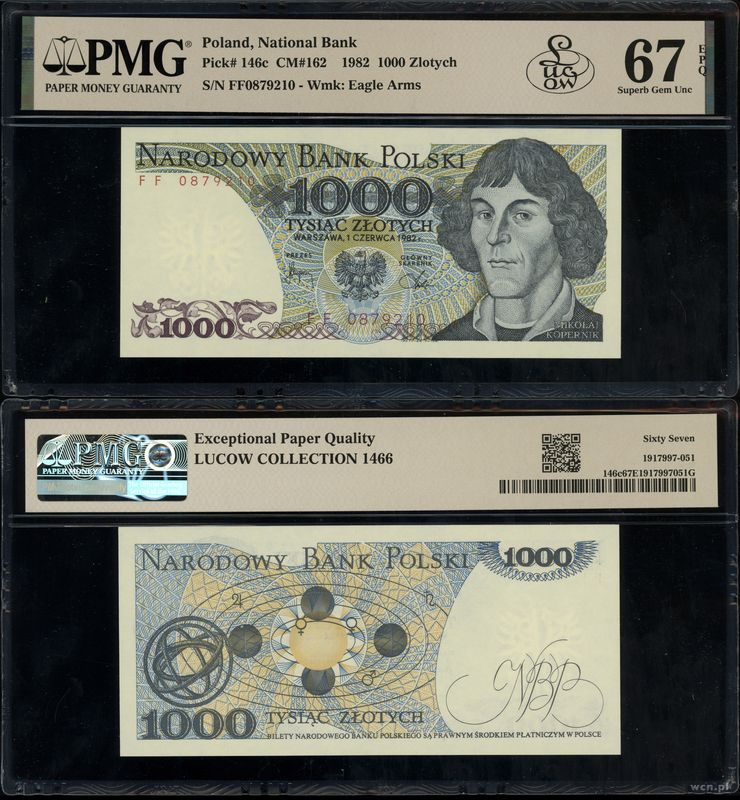 PMG®
PAPER MONEY GUARANTY
Poland, National Bank
Pick# 146c CM#162 1982 1000 Zlotych
S/N FF0879210 - Wmk: Eagle Arms
Lucow
67
EPQ
Superb Gem Unc
NARODOWY BANK POLSKI
FF 0879210
1000
TYSIĄC ZŁOTYCH
WARSZAWA, 1 CZERWCA 1982 r.
PREZES
GŁÓWNY
SKARBNIK
1000
FF 0879210
MIKOŁAJ
KOPERNIK
PMG
PAPER MONEY GUARANTY
Exceptional Paper Quality
LUCOW COLLECTION 1466
Sixty Seven
1917997-051
146c67E1917997051G
NARODOWY BANK POLSKI
1000
NBP
1000
TYSIĄC ZŁOTYCH
BILETY NARODOWEGO BANKU POLSKIEGO SĄ PRAWNYM ŚRODKIEM PŁATNICZYM W POLSCE
wcn.pl